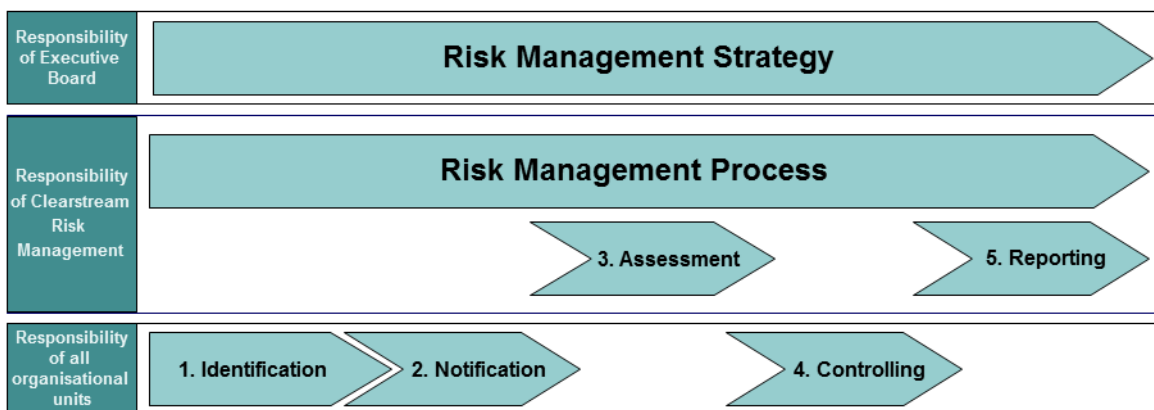 Responsibility
of Executive
Board
Risk Management Strategy
Responsibility
of Clearstream
Risk
Management
Risk Management Process
3. Assessment
5. Reporting
Responsibility
of all
organisational
units
1. Identification
2. Notification
4. Controlling